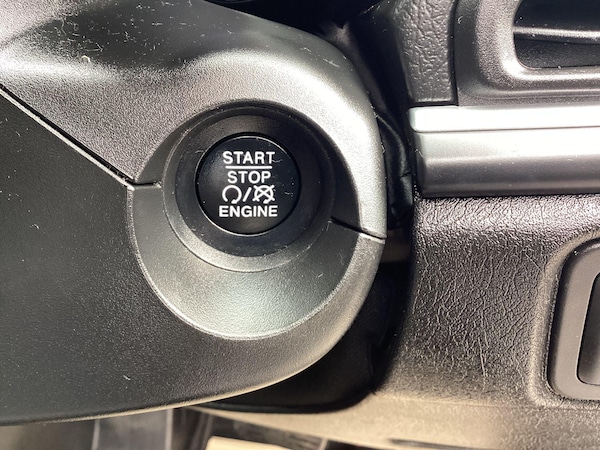 START
STOP
/
ENGINE